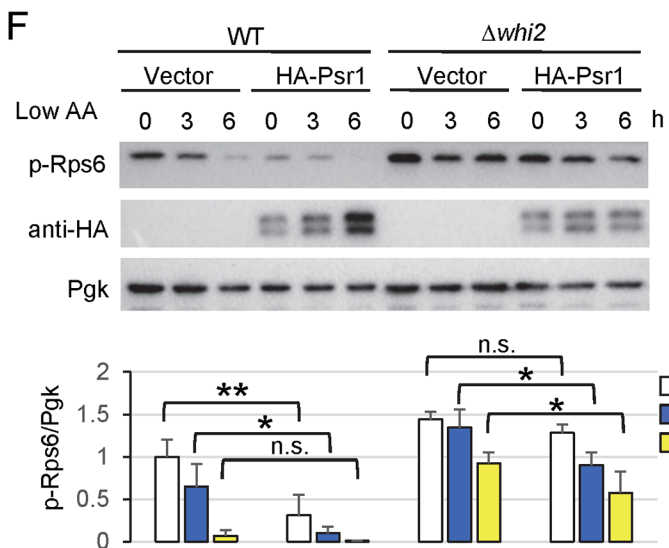 F
WT Δwhi2
Vector HA-Psr1 Vector HA-Psr1
Low AA 0 3 6 0 3 6 0 3 6 0 3 6 h
p-Rps6
anti-HA
Pgk
n.s.
** *
* *
n.s.
p-Rps6/Pgk
2
1.5
1
0.5
0